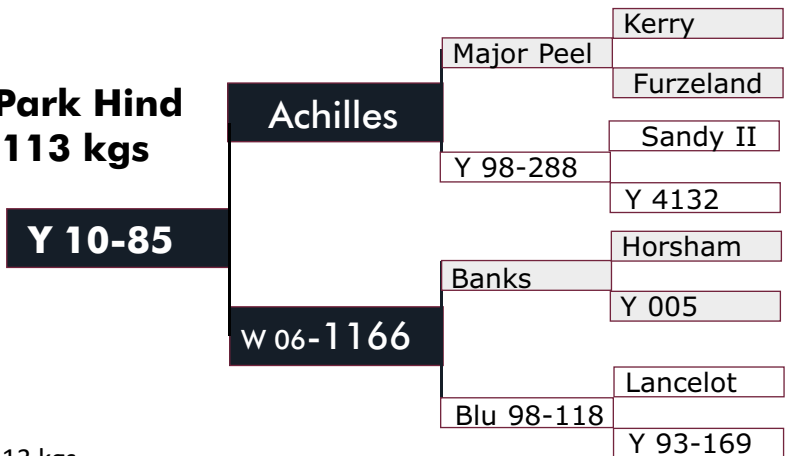 Kerry
Major Peel
Furzeland
Park Hind
Achilles
113 kgs
Sandy II
Y 98-288
Y 4132
Y 10-85
Horsham
Banks
Y 005
W 06-1166
Lancelot
Blu 98-118
Y 93-169